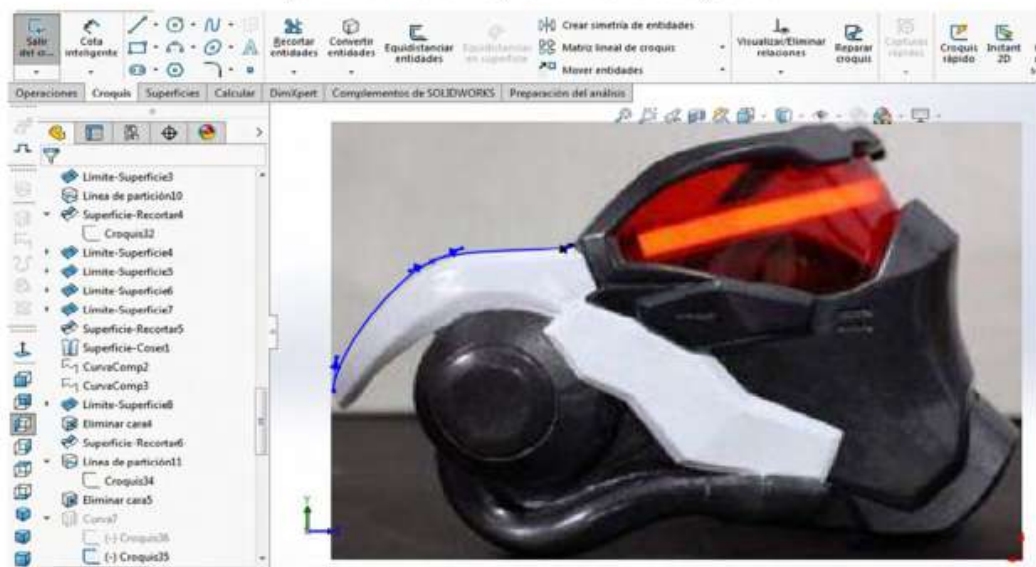 Salir del cr...
Cota inteligente
Recortar entidades
Convertir entidades
Equidistanciar entidades
Equidistanciar en superficie
Crear simetría de entidades
Matriz lineal de croquis
Mover entidades
Visualizar/Eliminar relaciones
Reparar croquis
Capturas rápidas
Croquis rápido
Instant 2D
Operaciones Croquis Superficies Calcular DimXpert Complementos de SOLIDWORKS Preparación del análisis
Límite-Superficie3
Línea de partición10
Superficie-Recortar4
Croquis32
Límite-Superficie4
Límite-Superficie5
Límite-Superficie6
Límite-Superficie7
Superficie-Recortar5
Superficie-Coser1
CurvaComp2
CurvaComp3
Límite-Superficie8
Eliminar cara4
Superficie-Recortar6
Línea de partición11
Croquis34
Eliminar cara5
Curva7
(-) Croquis36
(-) Croquis35
Y